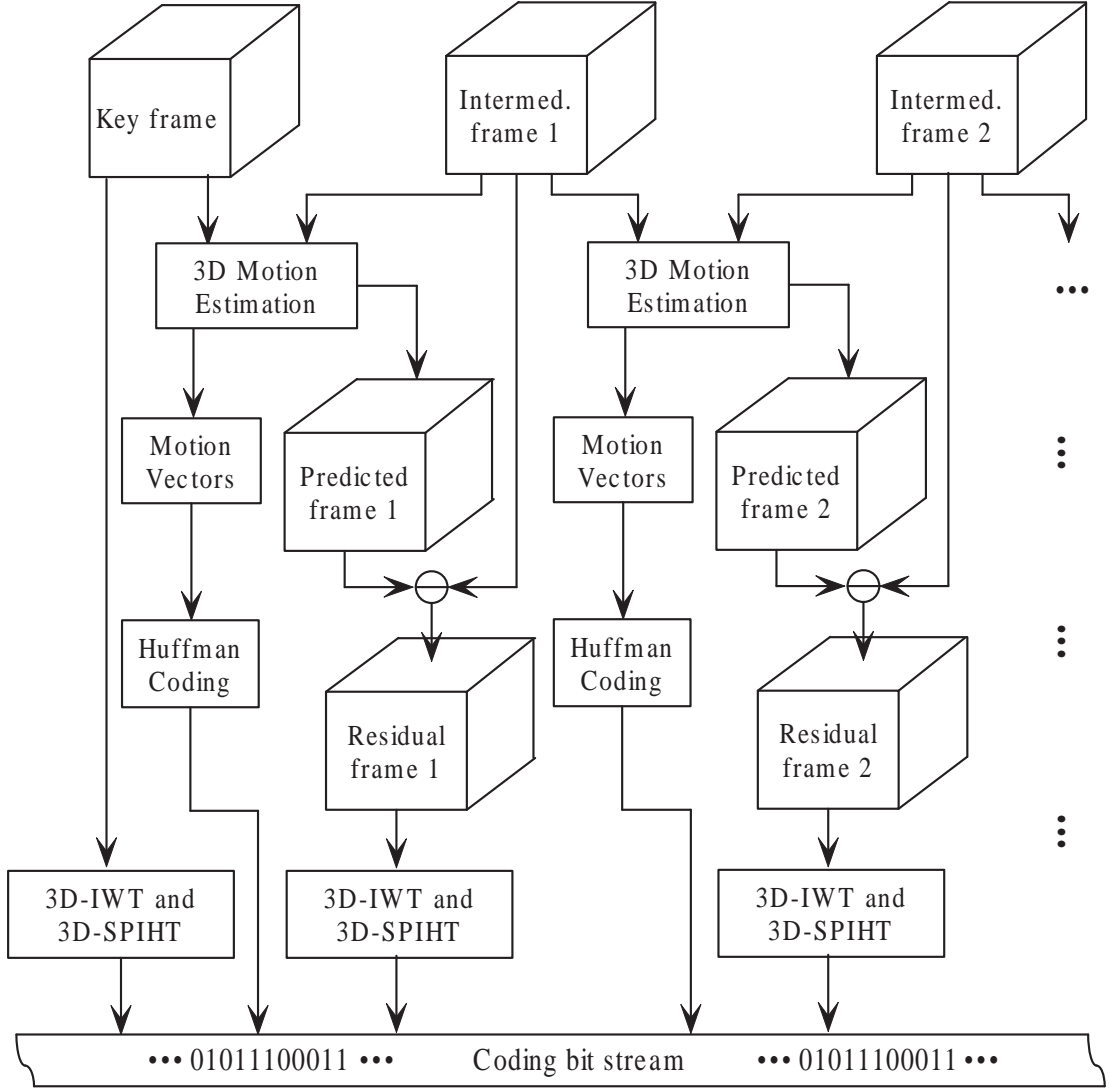 Key frame
Intermed.
frame 1
Intermed.
frame 2
3D Motion
Estimation
3D Motion
Estimation
•••
Motion
Vectors
Predicted
frame 1
Motion
Vectors
Predicted
frame 2
Huffman
Coding
Huffman
Coding
Residual
frame 1
Residual
frame 2
3D-IWT and
3D-SPIHT
3D-IWT and
3D-SPIHT
3D-IWT and
3D-SPIHT
••• 01011100011 ••• Coding bit stream ••• 01011100011 •••